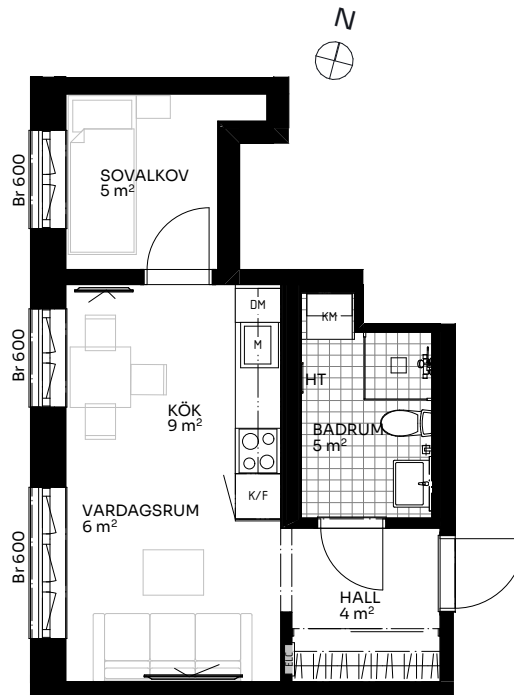 N
SOVALKOV
5 m²
Br 600
DM
M
KM
Br 600
HT
KÖK
9 m²
BADRUM
5 m²
K/F
VARDAGSRUM
6 m²
Br 600
HALL
4 m²
ELC